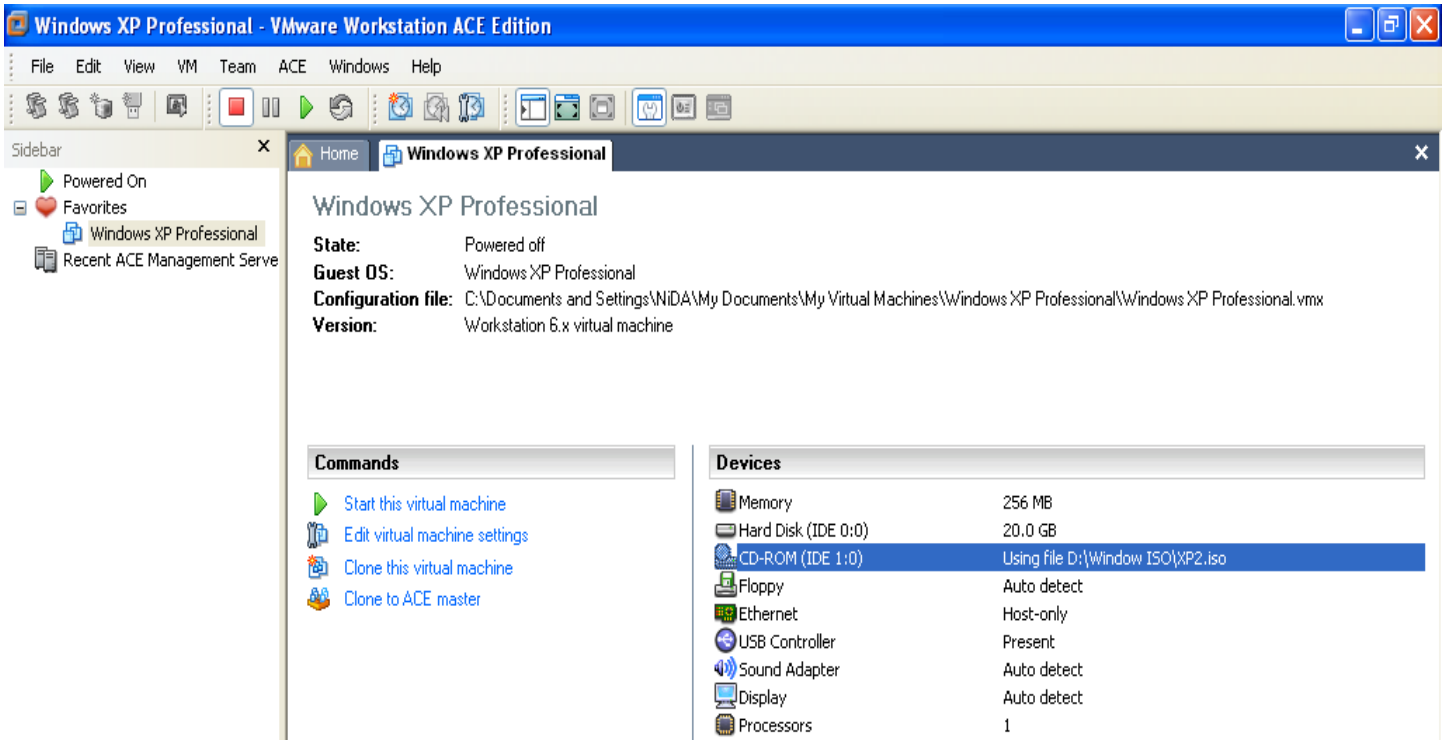 Windows XP Professional - VMware Workstation ACE Edition
File Edit View VM Team ACE Windows Help
Sidebar x
Home Windows XP Professional
Powered On
Favorites
Windows XP Professional
Recent ACE Management Serve
Windows XP Professional
State: Powered off
Guest OS: Windows XP Professional
Configuration file: C:\Documents and Settings\NiDA\My Documents\My Virtual Machines\Windows XP Professional\Windows XP Professional.vmx
Version: Workstation 6.x virtual machine
Commands
Start this virtual machine
Edit virtual machine settings
Clone this virtual machine
Clone to ACE master
Devices
Memory 256 MB
Hard Disk (IDE 0:0) 20.0 GB
CD-ROM (IDE 1:0) Using file D:\Window ISO\XP2.iso
Floppy Auto detect
Ethernet Host-only
USB Controller Present
Sound Adapter Auto detect
Display Auto detect
Processors 1